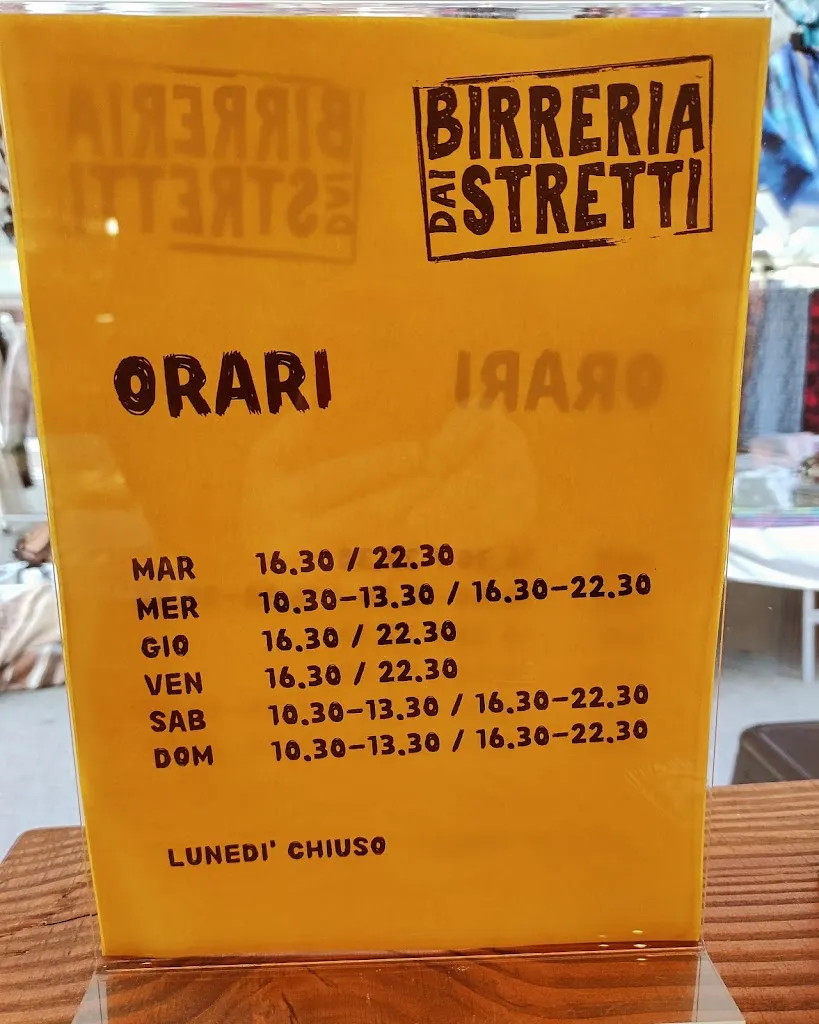 BIRRERIA
DAI STRETTI
ORARI
MAR 16.30 / 22.30
MER 10.30-13.30 / 16.30-22.30
GIO 16.30 / 22.30
VEN 16.30 / 22.30
SAB 10.30-13.30 / 16.30-22.30
DOM 10.30-13.30 / 16.30-22.30
LUNEDI' CHIUSO